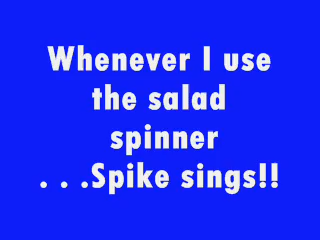 Whenever I use
the salad
spinner
. . .Spike sings!!